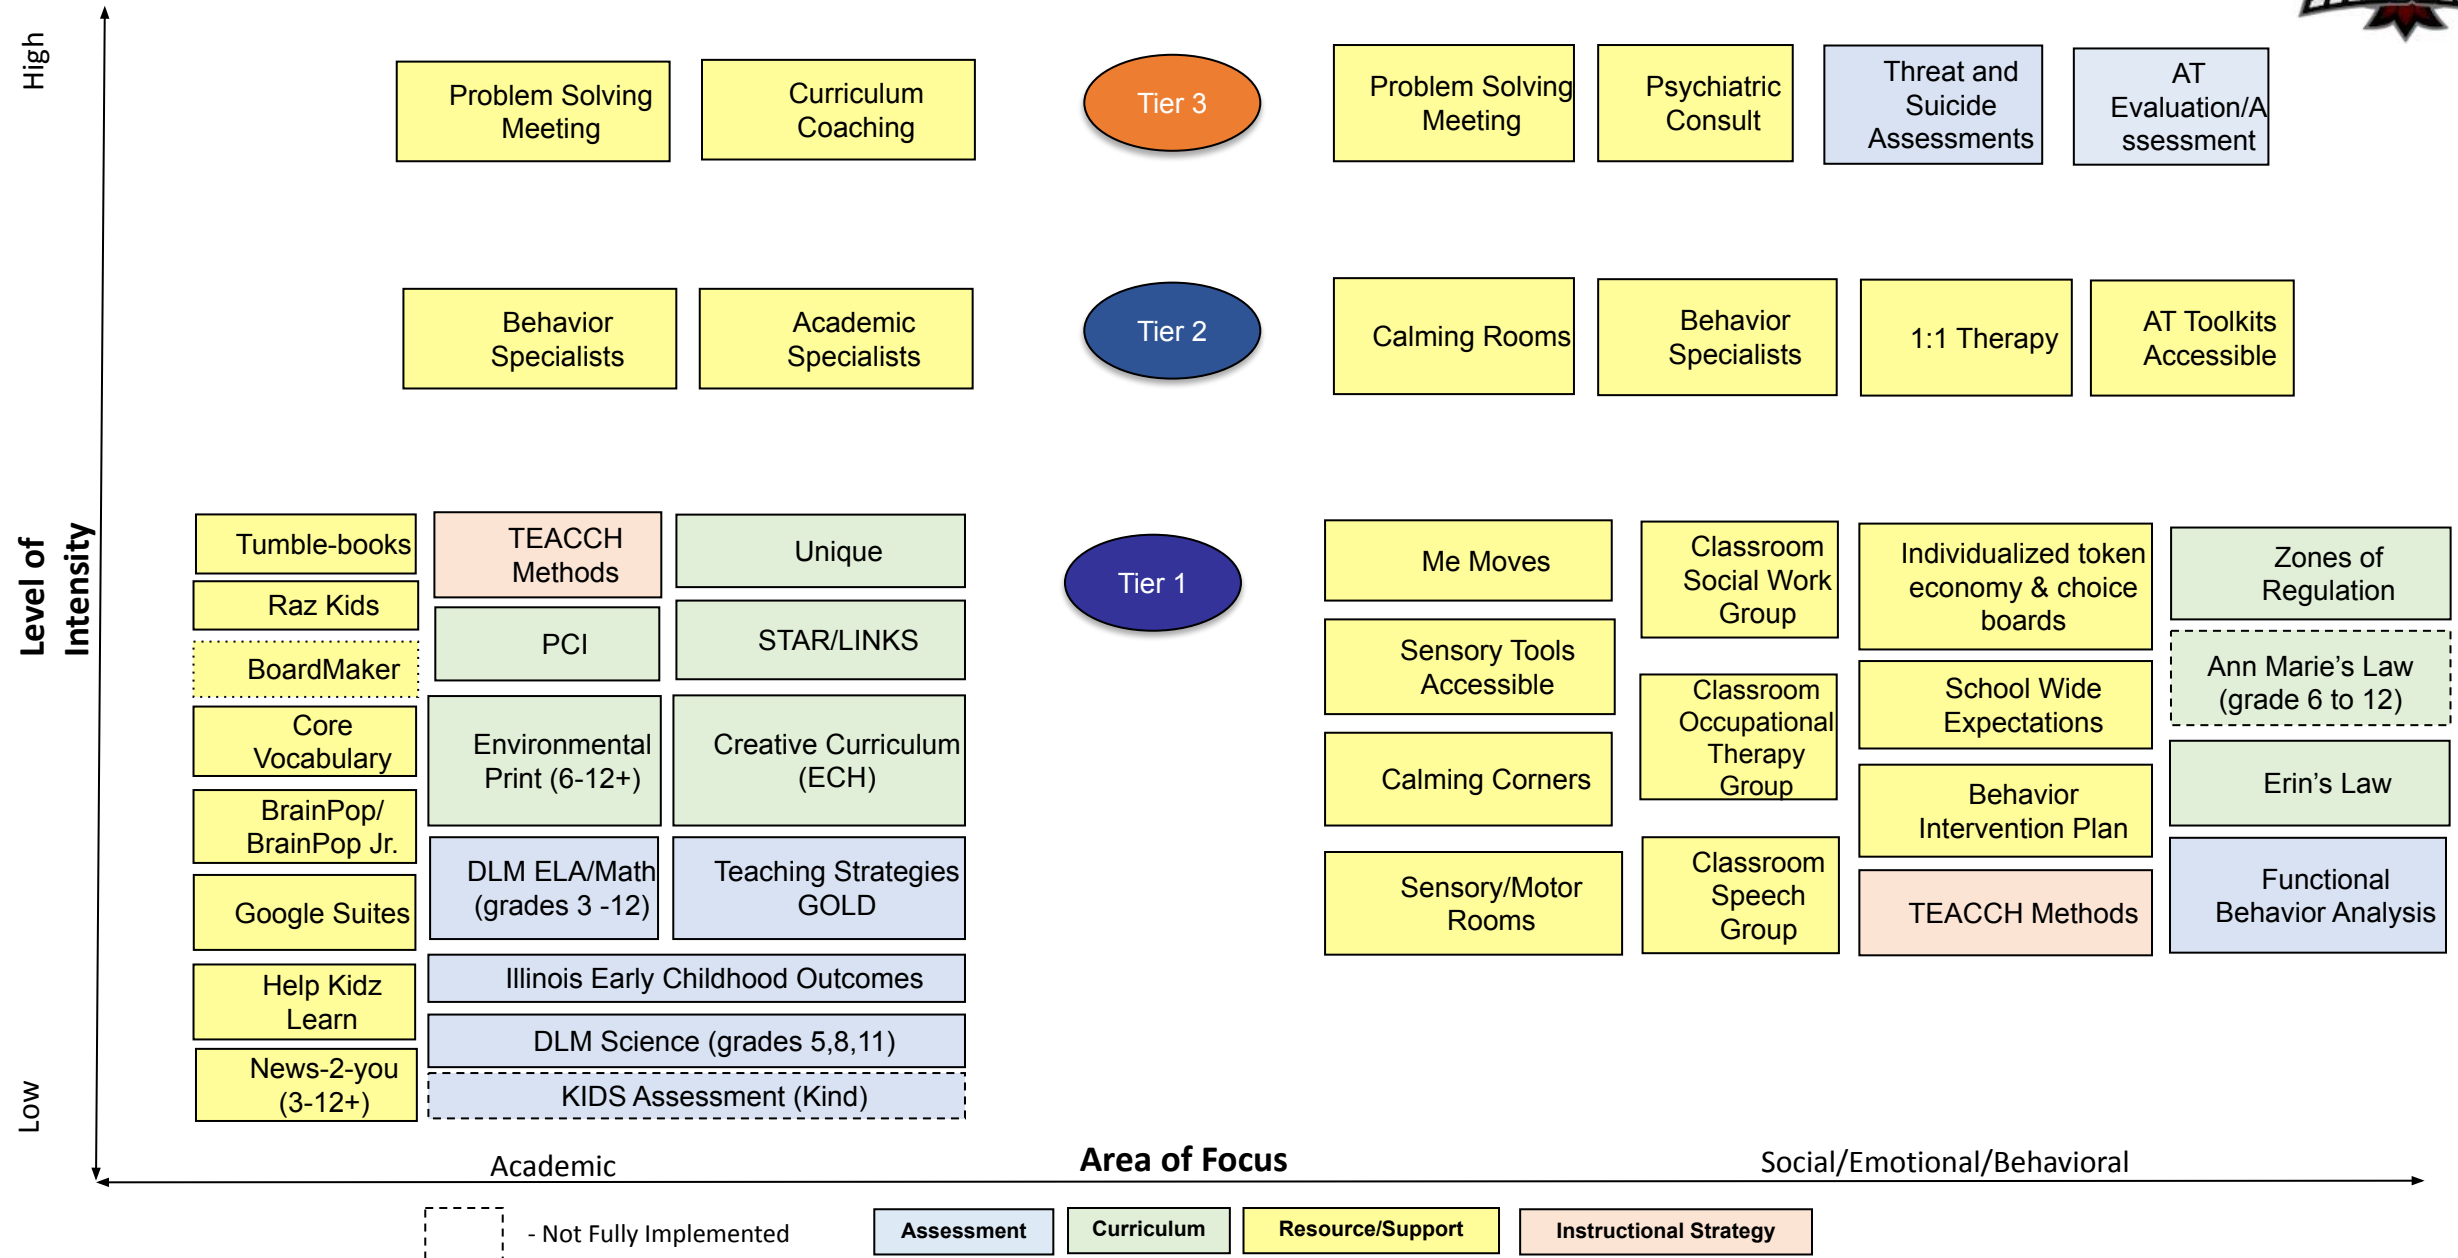 High
Problem Solving
Meeting
Curriculum
Coaching
Tier 3
Problem Solving
Meeting
Psychiatric
Consult
Threat and
Suicide
Assessments
AT
Evaluation/A
ssessment
Behavior
Specialists
Academic
Specialists
Tier 2
Calming Rooms
Behavior
Specialists
1:1 Therapy
AT Toolkits
Accessible
Level of
Intensity
Tumble-books
Raz Kids
BoardMaker
Core
Vocabulary
BrainPop/
BrainPop Jr.
Google Suites
Help Kidz
Learn
News-2-you
(3-12+)
TEACCH
Methods
PCI
Environmental
Print (6-12+)
DLM ELA/Math
(grades 3 -12)
Unique
STAR/LINKS
Creative Curriculum
(ECH)
Teaching Strategies
GOLD
Illinois Early Childhood Outcomes
DLM Science (grades 5,8,11)
KIDS Assessment (Kind)
Tier 1
Me Moves
Sensory Tools
Accessible
Calming Corners
Sensory/Motor
Rooms
Classroom
Social Work
Group
Classroom
Occupational
Therapy
Group
Classroom
Speech
Group
Individualized token
economy & choice
boards
School Wide
Expectations
Behavior
Intervention Plan
TEACCH Methods
Zones of
Regulation
Ann Marie’s Law
(grade 6 to 12)
Erin’s Law
Functional
Behavior Analysis
Low
Academic
Area of Focus
Social/Emotional/Behavioral
- Not Fully Implemented
Assessment
Curriculum
Resource/Support
Instructional Strategy